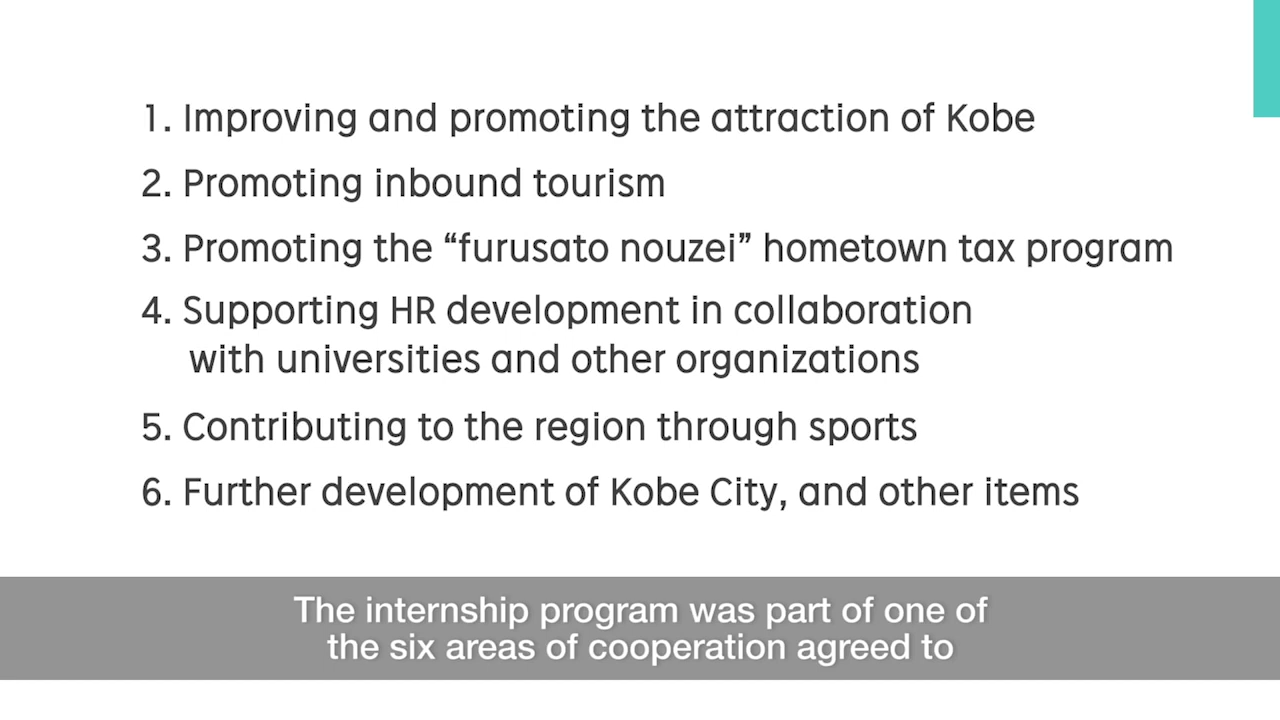 1. Improving and promoting the attraction of Kobe
2. Promoting inbound tourism
3. Promoting the “furusato nouzei” hometown tax program
4. Supporting HR development in collaboration
with universities and other organizations
5. Contributing to the region through sports
6. Further development of Kobe City, and other items
The internship program was part of one of
the six areas of cooperation agreed to